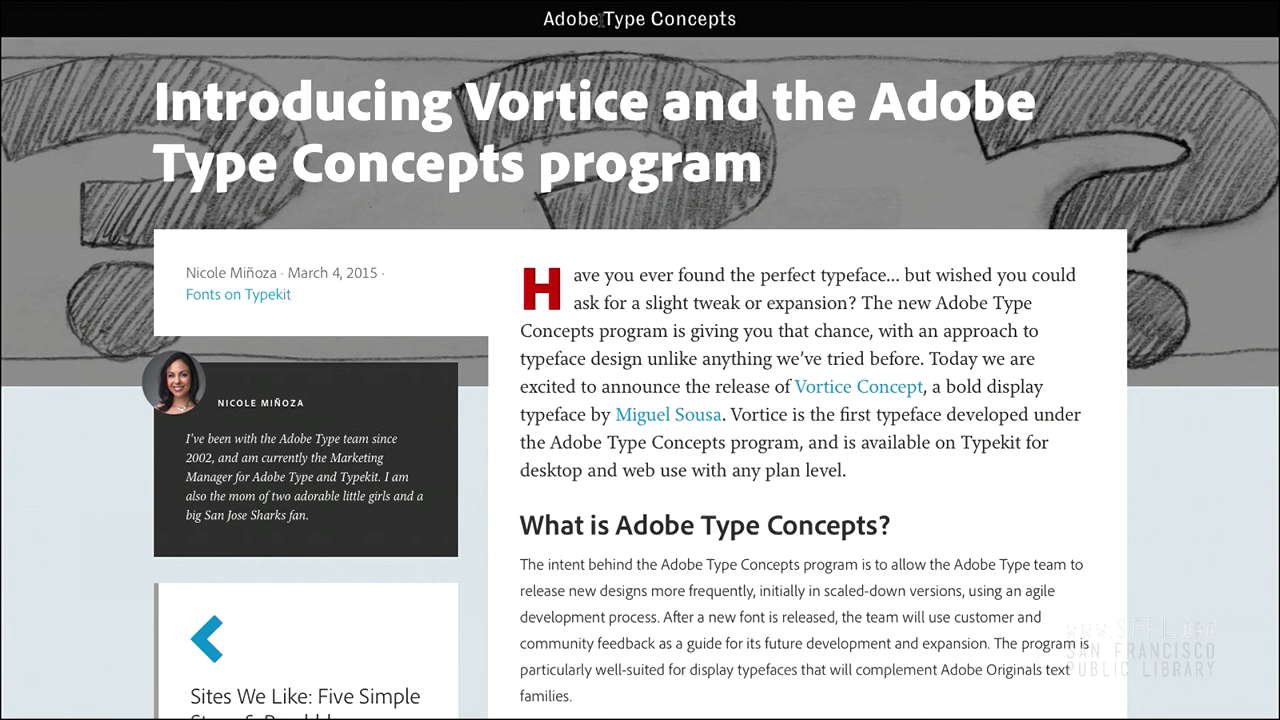 Adobe Type Concepts
Introducing Vortice and the Adobe
Type Concepts program
Nicole Miñoza · March 4, 2015 ·
Fonts on Typekit
NICOLE MIÑOZA
I've been with the Adobe Type team since
2002, and am currently the Marketing
Manager for Adobe Type and Typekit. I am
also the mom of two adorable little girls and a
big San Jose Sharks fan.
Sites We Like: Five Simple
Have you ever found the perfect typeface... but wished you could
ask for a slight tweak or expansion? The new Adobe Type
Concepts program is giving you that chance, with an approach to
typeface design unlike anything we've tried before. Today we are
excited to announce the release of Vortice Concept, a bold display
typeface by Miguel Sousa. Vortice is the first typeface developed under
the Adobe Type Concepts program, and is available on Typekit for
desktop and web use with any plan level.
What is Adobe Type Concepts?
The intent behind the Adobe Type Concepts program is to allow the Adobe Type team to
release new designs more frequently, initially in scaled-down versions, using an agile
development process. After a new font is released, the team will use customer and
community feedback as a guide for its future development and expansion. The program is
particularly well-suited for display typefaces that will complement Adobe Originals text
families.
WWW.SFPL.ORG
SAN FRANCISCO
PUBLIC LIBRARY